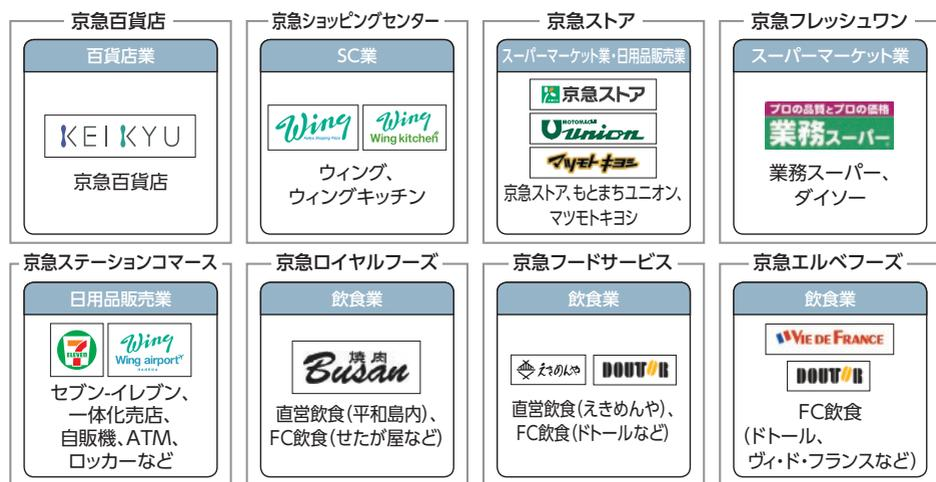 京急百貨店
百貨店業
KEIKYU
京急百貨店
京急ショッピングセンター
SC業
Wing
Wing
Wing kitchen
ウィング、
ウィングキッチン
京急ストア
スーパーマーケット業・日用品販売業
京急ストア
MOTOMACHI
Union
マツモトキヨシ
京急ストア、もとまちユニオン、
マツモトキヨシ
京急フレッシュワン
スーパーマーケット業
プロの品質とプロの価格
業務スーパー
業務スーパー、
ダイソー
京急ステーションコマース
日用品販売業
7
ELEVEN
Wing
Wing airport
セブン-イレブン、
一体化売店、
自販機、ATM、
ロッカーなど
京急ロイヤルフーズ
飲食業
焼肉
Busan
直営飲食(平和島内)、
FC飲食(せたが屋など)
京急フードサービス
飲食業
えきめんや
DOUTOR
直営飲食(えきめんや)、
FC飲食(ドトールなど)
京急エルベフーズ
飲食業
VIE DE FRANCE
DOUTOR
FC飲食
(ドトール、
ヴィ・ド・フランスなど)